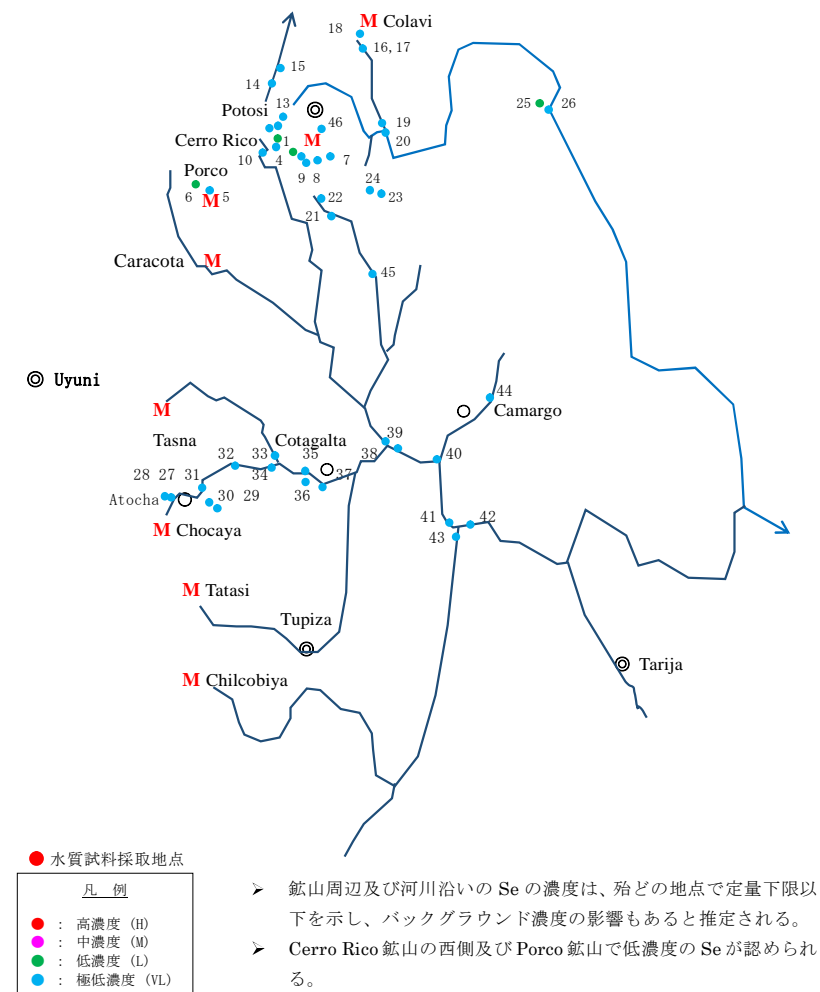 18 M Colavi
16,17
15
14
Potosi 13
46
25 26
19
Cerro Rico 1 M
20
10 4 7
9 8
Porco
24
6 5
M
23
22
21
Caracota M
45
Uyuni
44
M
Camargo
Tasna Cotagalta 39
32 33 35 38
40
28 27 31 34 37
Atocha 30 29 36
41 42
M Chocaya 43
M Tatasi
Tupiza
Tarija
M Chilcobiya
水質試料採取地点
凡 例
： 高濃度 (H)
： 中濃度 (M)
： 低濃度 (L)
： 極低濃度 (VL)
➢ 鉱山周辺及び河川沿いの Se の濃度は、殆どの地点で定量下限以
下を示し、バックグラウンド濃度の影響もあると推定される。
➢ Cerro Rico 鉱山の西側及び Porco 鉱山で低濃度の Se が認められ
る。